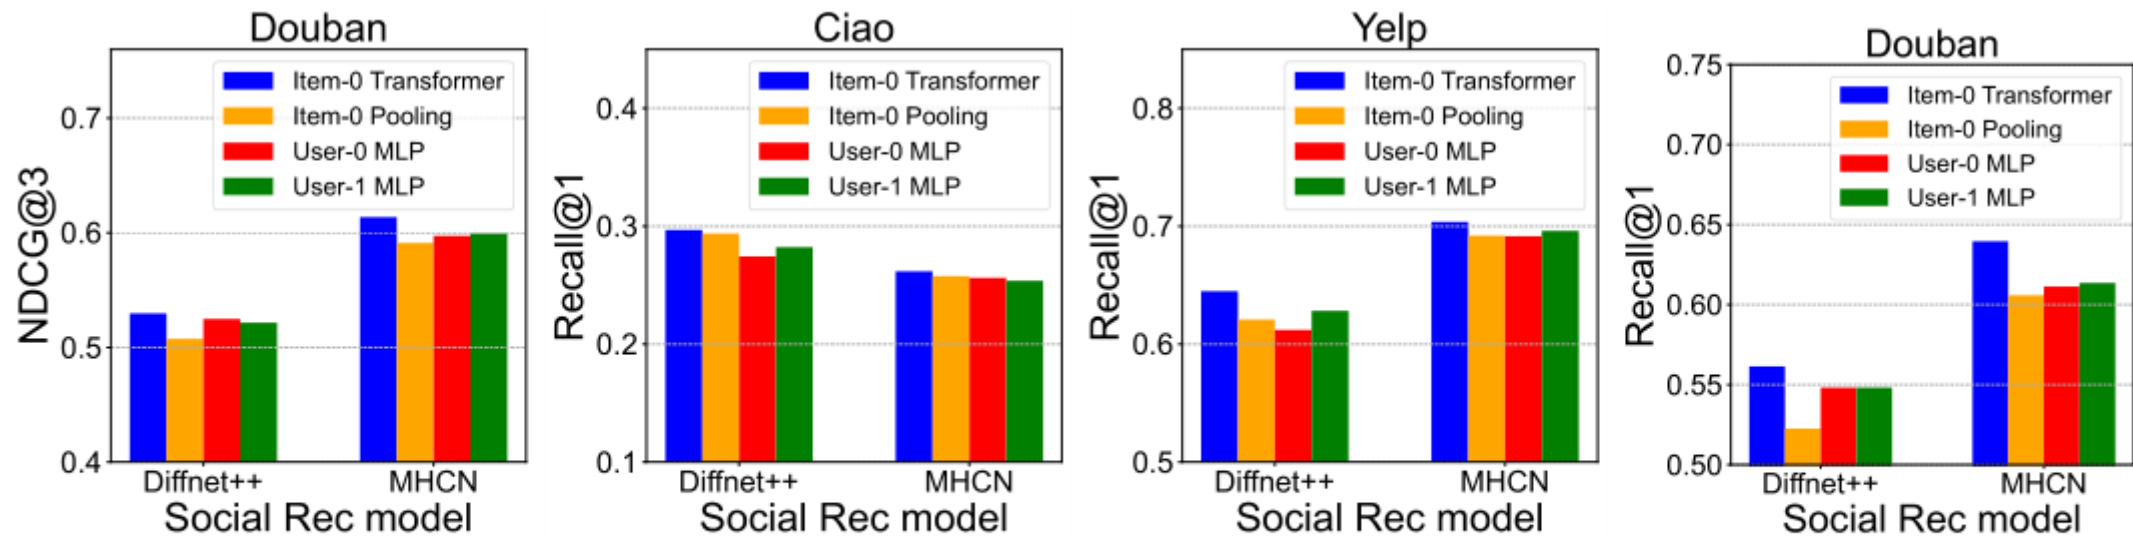 Douban
NDCG@3
0.7
0.6
0.5
0.4
Item-0 Transformer
Item-0 Pooling
User-0 MLP
User-1 MLP
Diffnet++ MHCN
Social Rec model
Ciao
Recall@1
0.4
0.3
0.2
0.1
Item-0 Transformer
Item-0 Pooling
User-0 MLP
User-1 MLP
Diffnet++ MHCN
Social Rec model
Yelp
Recall@1
0.8
0.7
0.6
0.5
Item-0 Transformer
Item-0 Pooling
User-0 MLP
User-1 MLP
Diffnet++ MHCN
Social Rec model
Douban
Recall@1
0.75
0.70
0.65
0.60
0.55
0.50
Item-0 Transformer
Item-0 Pooling
User-0 MLP
User-1 MLP
Diffnet++ MHCN
Social Rec model